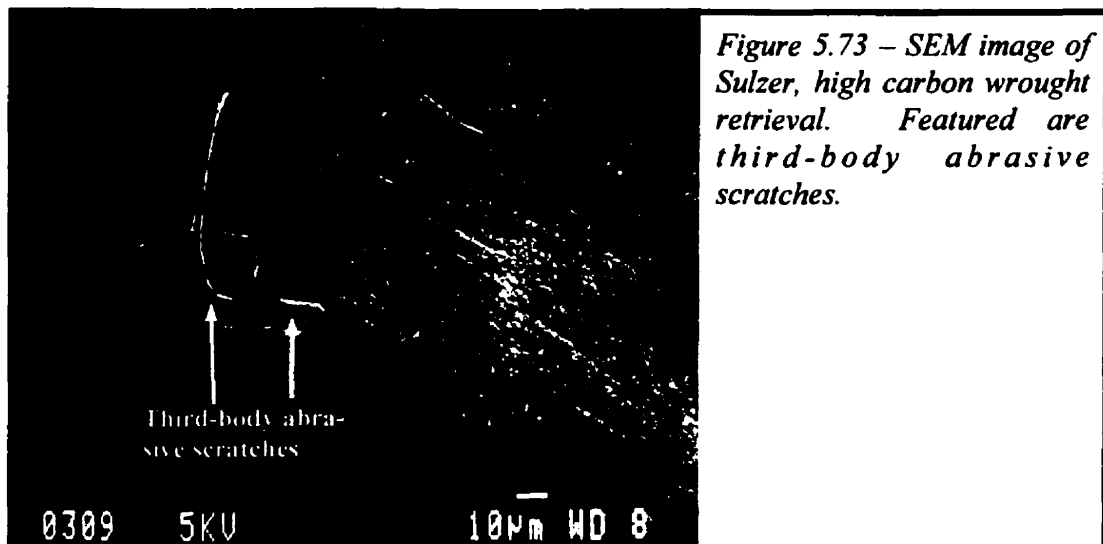 Figure 5.73 – SEM image of
Sulzer, high carbon wrought
retrieval. Featured are
third-body abrasive
scratches.
Third-body abra-
sive scratches
0309 5KV 10µm WD 8